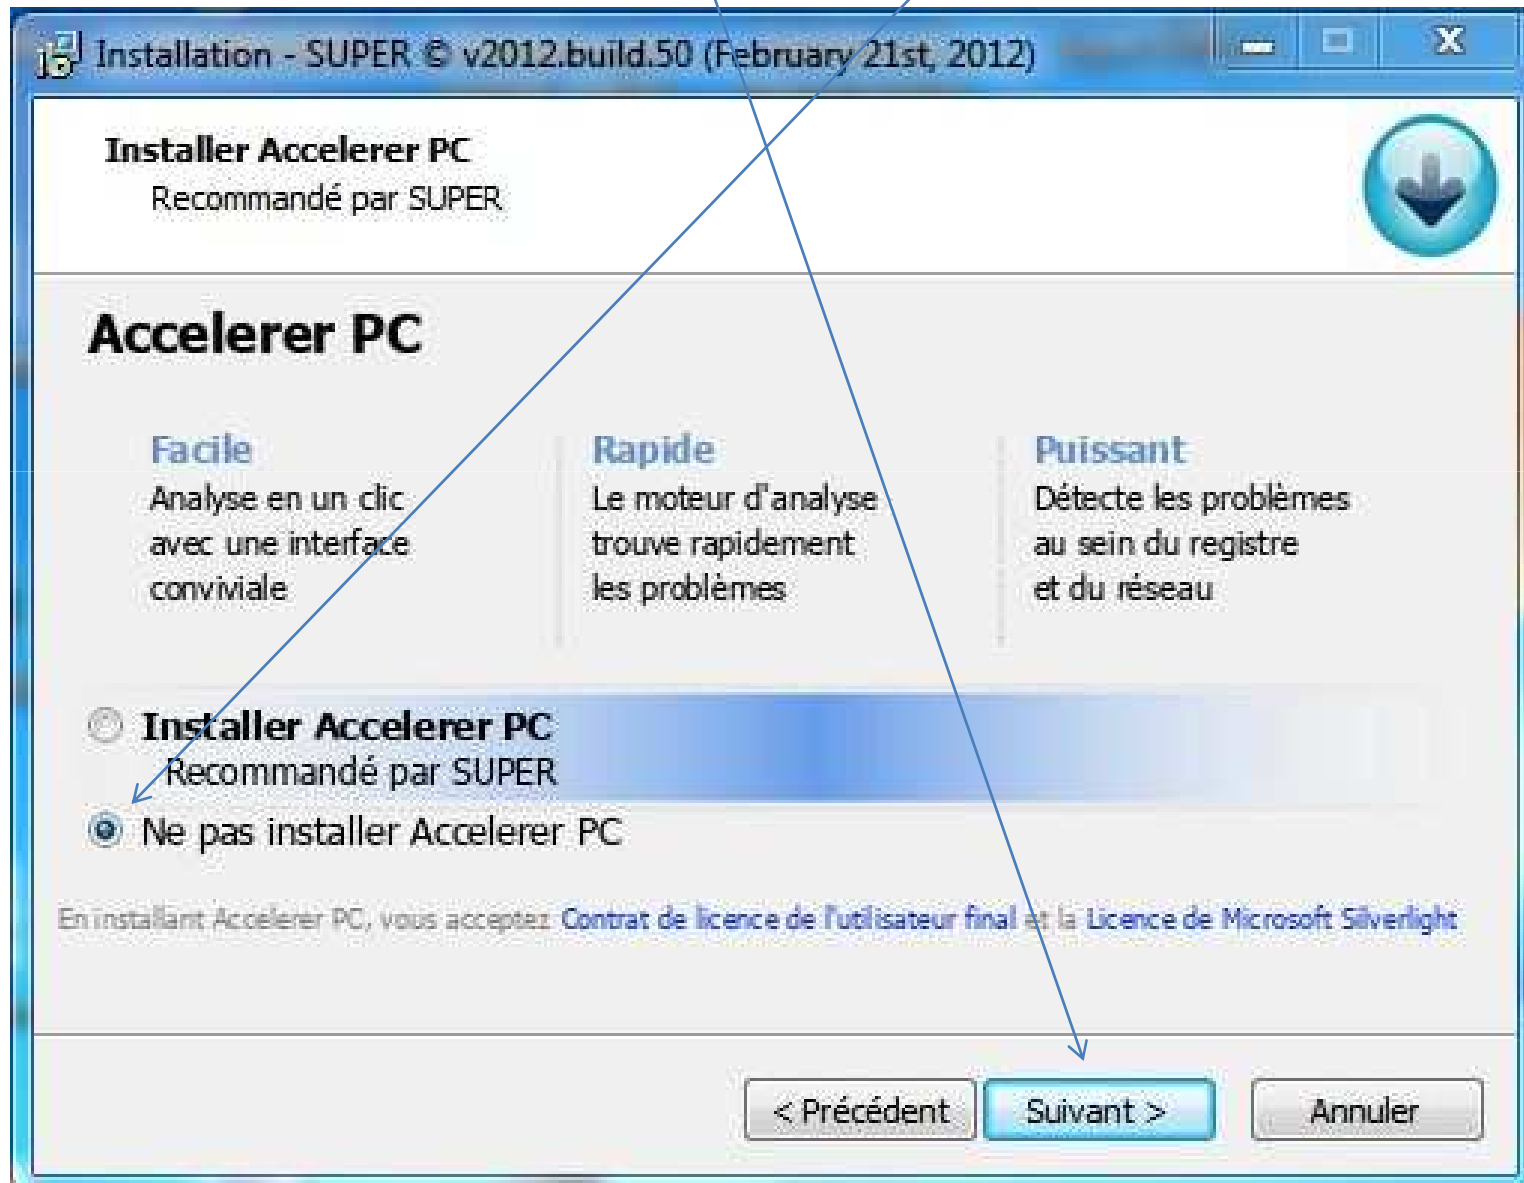 Installation - SUPER © v2012.build.50 (February 21st, 2012)
Installer Accelerer PC
Recommandé par SUPER
Accelerer PC
Facile
Analyse en un clic
avec une interface
conviviale
Rapide
Le moteur d'analyse
trouve rapidement
les problèmes
Puissant
Détecte les problèmes
au sein du registre
et du réseau
Installer Accelerer PC
Recommandé par SUPER
Ne pas installer Accelerer PC
En installant Accelerer PC, vous acceptez Contrat de licence de l'utilisateur final et la Licence de Microsoft Silverlight
< Précédent
Suivant >
Annuler